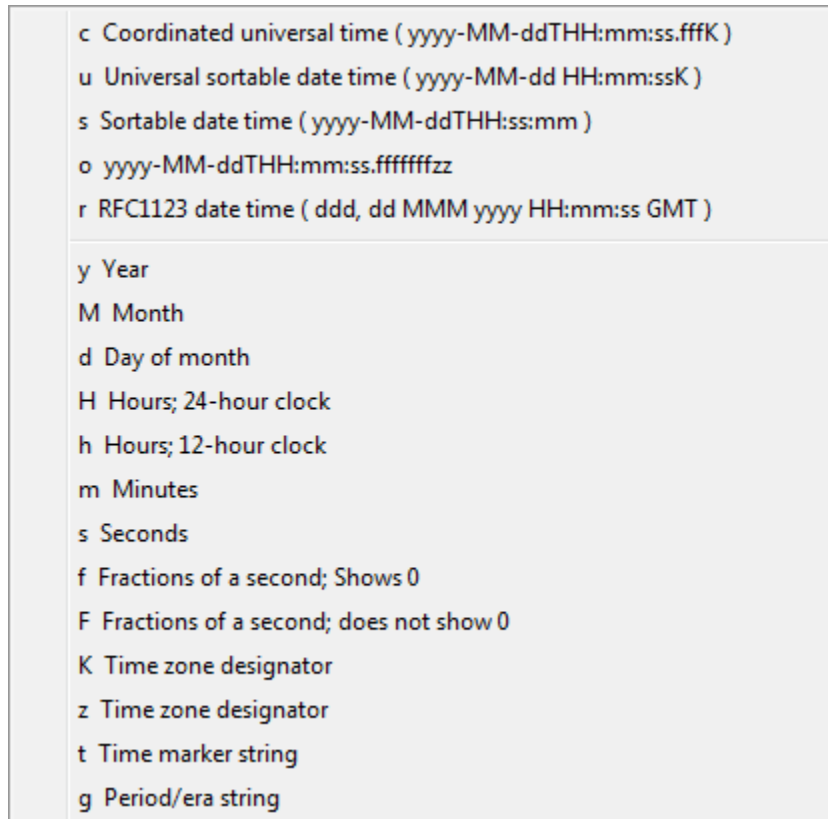 c Coordinated universal time ( yyyy-MM-ddTHH:mm:ss.fffK )
u Universal sortable date time ( yyyy-MM-dd HH:mm:ssK )
s Sortable date time ( yyyy-MM-ddTHH:ss:mm )
o yyyy-MM-ddTHH:mm:ss.fffffffzz
r RFC1123 date time ( ddd, dd MMM yyyy HH:mm:ss GMT )
y Year
M Month
d Day of month
H Hours; 24-hour clock
h Hours; 12-hour clock
m Minutes
s Seconds
f Fractions of a second; Shows 0
F Fractions of a second; does not show 0
K Time zone designator
z Time zone designator
t Time marker string
g Period/era string